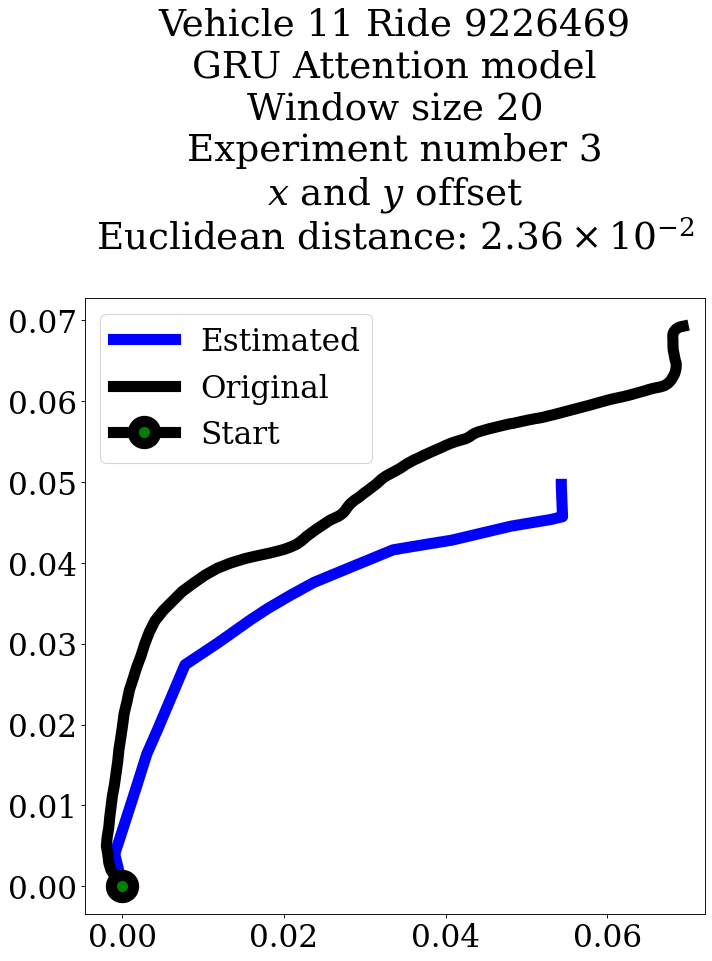 Vehicle 11 Ride 9226469
GRU Attention model
Window size 20
Experiment number 3
x and y offset
Euclidean distance: 2.36 × 10⁻²
Estimated
Original
Start
0.07
0.06
0.05
0.04
0.03
0.02
0.01
0.00
0.00 0.02 0.04 0.06